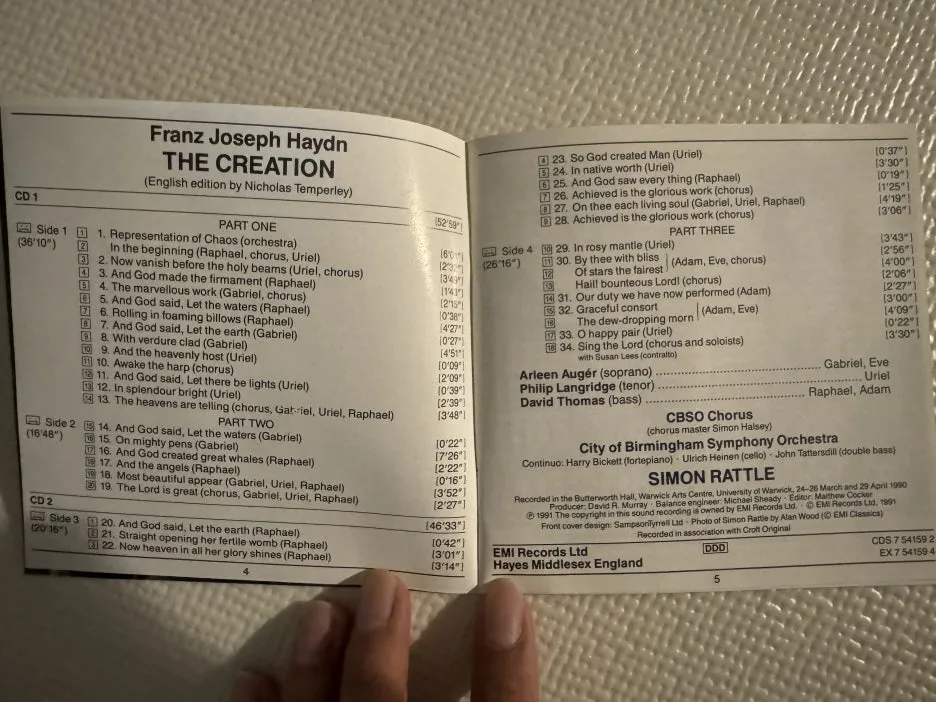 Franz Joseph Haydn
THE CREATION
(English edition by Nicholas Temperley)
CD 1 [52'59"]
PART ONE
Side 1 (36'10")
1 1. Representation of Chaos (orchestra) [6'01"]
2 In the beginning (Raphael, chorus, Uriel)
3 2. Now vanish before the holy beams (Uriel, chorus) [3'49"]
4 3. And God made the firmament (Raphael) [1'43"]
5 4. The marvellous work (Gabriel, chorus) [2'15"]
6 5. And God said, Let the waters (Raphael) [0'38"]
7 6. Rolling in foaming billows (Raphael) [4'27"]
8 7. And God said, Let the earth (Gabriel) [0'27"]
9 8. With verdure clad (Gabriel) [4'51"]
10 9. And the heavenly host (Uriel) [0'09"]
11 10. Awake the harp (chorus) [2'09"]
12 11. And God said, Let there be lights (Uriel) [0'39"]
13 12. In splendour bright (Uriel) [2'39"]
14 13. The heavens are telling (chorus, Gabriel, Uriel, Raphael) [3'48"]
PART TWO
Side 2 (16'48")
15 14. And God said, Let the waters (Gabriel) [0'22"]
16 15. On mighty pens (Gabriel) [7'26"]
17 16. And God created great whales (Raphael) [2'22"]
18 17. And the angels (Raphael) [0'16"]
19 18. Most beautiful appear (Gabriel, Uriel, Raphael) [3'52"]
20 19. The Lord is great (chorus, Gabriel, Uriel, Raphael) [2'27"]
CD 2 [46'33"]
Side 3 (20'15")
1 20. And God said, Let the earth (Raphael) [0'42"]
2 21. Straight opening her fertile womb (Raphael) [3'01"]
3 22. Now heaven in all her glory shines (Raphael) [3'14"]
4
4 23. So God created Man (Uriel) [0'37"]
5 24. In native worth (Uriel) [3'30"]
6 25. And God saw everything (Raphael) [0'19"]
7 26. Achieved is the glorious work (chorus) [1'25"]
8 27. On thee each living soul (Gabriel, Uriel, Raphael) [4'19"]
9 28. Achieved is the glorious work (chorus) [3'06"]
PART THREE
Side 4 (26'16")
10 29. In rosy mantle (Uriel) [3'43"]
11 30. By thee with bliss (Adam, Eve, chorus) [2'56"]
12 Of stars the fairest [4'00"]
13 Hail! bounteous Lord! (chorus) [2'06"]
14 31. Our duty we have now performed (Adam) [2'27"]
15 32. Graceful consort (Adam, Eve) [3'00"]
16 The dew-dropping morn [4'09"]
17 33. O happy pair (Uriel) [0'22"]
18 34. Sing the Lord (chorus and soloists) [3'30"]
with Susan Lees (contralto)
Arleen Augér (soprano) ........ Gabriel, Eve
Philip Langridge (tenor) ........ Uriel
David Thomas (bass) ........ Raphael, Adam
CBSO Chorus
(chorus master Simon Halsey)
City of Birmingham Symphony Orchestra
Continuo: Harry Bickett (fortepiano) · Ulrich Heinen (cello) · John Tattersdill (double bass)
SIMON RATTLE
Recorded in the Butterworth Hall, Warwick Arts Centre, University of Warwick, 24–26 March and 29 April 1990
Producer: David R. Murray · Balance engineer: Michael Sheady · Editor: Matthew Cocker
℗ 1991 The copyright in this sound recording is owned by EMI Records Ltd. · © EMI Records Ltd, 1991
Front cover design: SampsonTyrrell Ltd · Photo of Simon Rattle by Alan Wood (© EMI Classics)
Recorded in association with Croft Original
EMI Records Ltd DDD CDS 7 54159 2
Hayes Middlesex England EX 7 54159 4
5